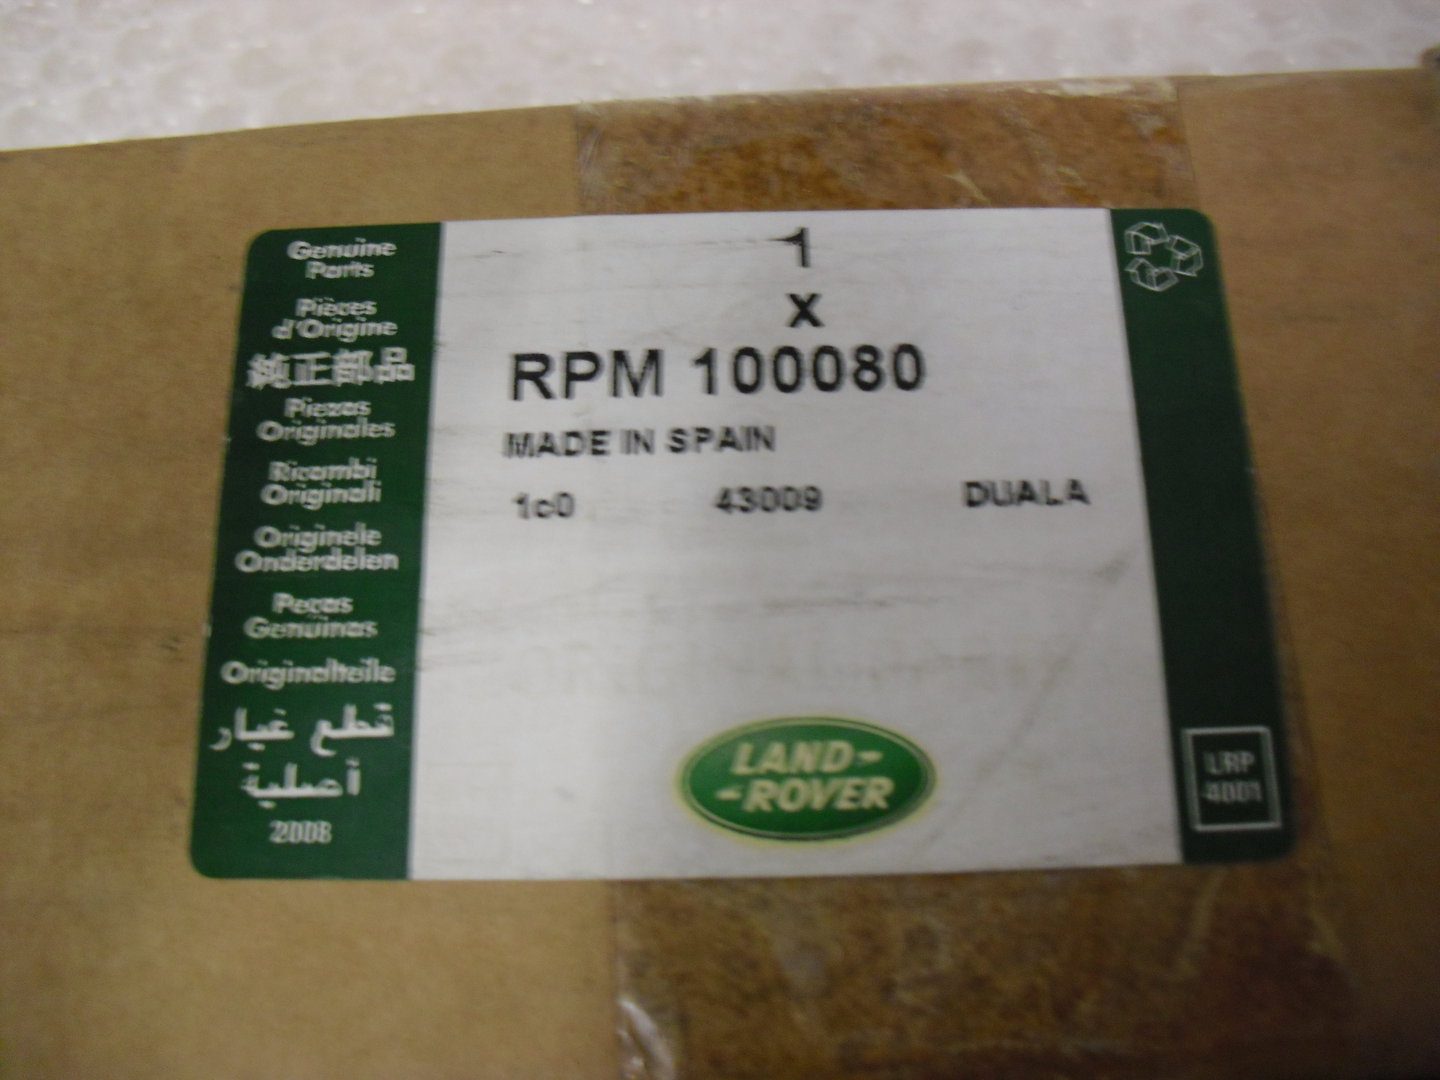 Genuine
Parts
Pièces
d'Origine
純正部品
Piezas
Originales
Ricambi
Originali
Originele
Onderdelen
Peças
Genuínas
Originalteile
قطع غيار
أصلية
2008
1
X
RPM 100080
MADE IN SPAIN
1c0 43009 DUALA
LAND-
-ROVER
LRP
4001